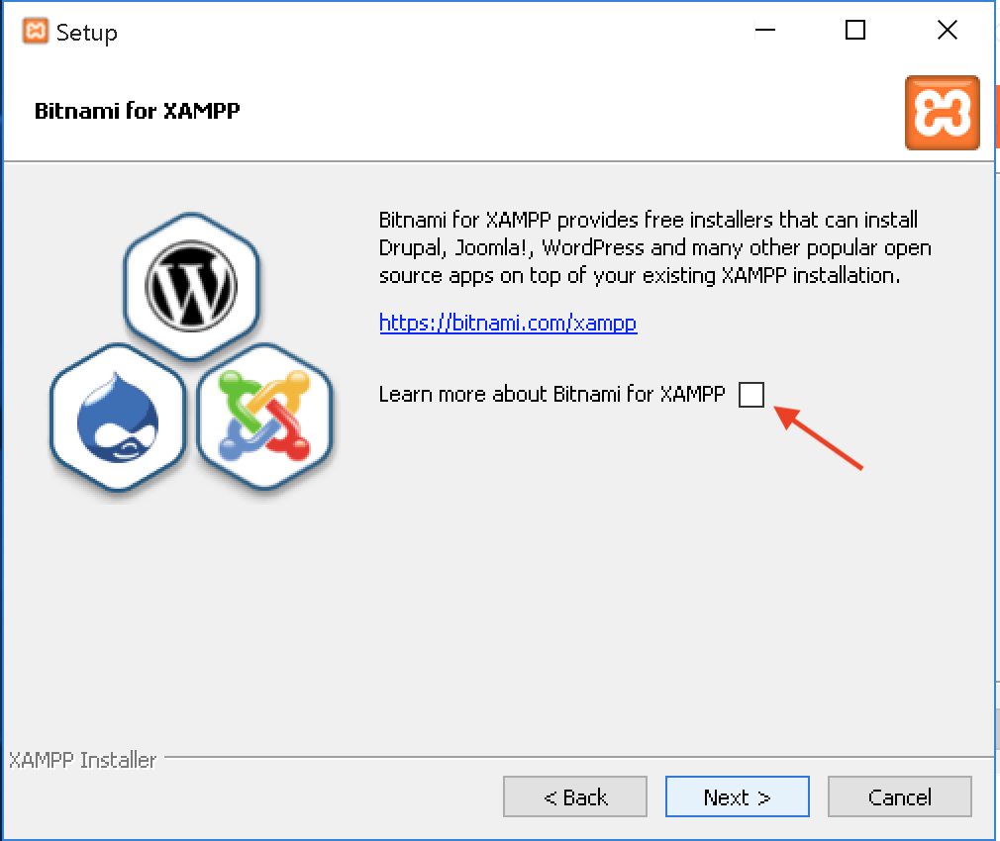 Setup
Bitnami for XAMPP
Bitnami for XAMPP provides free installers that can install
Drupal, Joomla!, WordPress and many other popular open
source apps on top of your existing XAMPP installation.
https://bitnami.com/xampp
Learn more about Bitnami for XAMPP
XAMPP Installer
< Back
Next >
Cancel